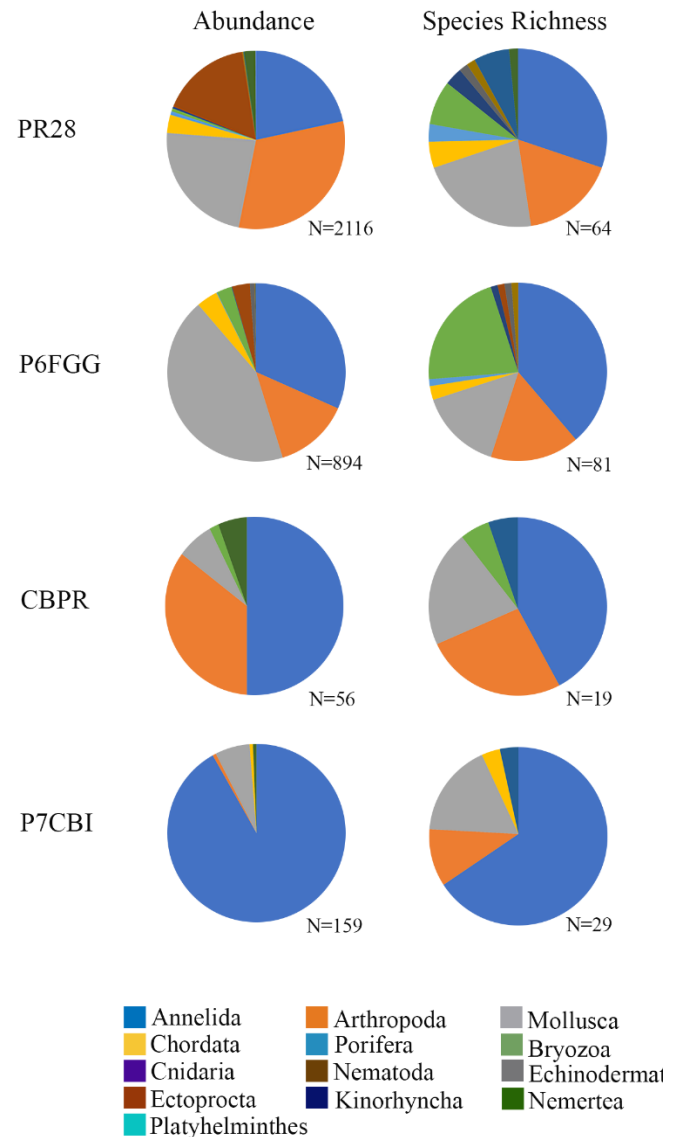 Abundance Species Richness
PR28
N=2116 N=64
P6FGG
N=894 N=81
CBPR
N=56 N=19
P7CBI
N=159 N=29
Annelida Arthropoda Mollusca
Chordata Porifera Bryozoa
Cnidaria Nematoda Echinodermat
Ectoprocta Kinorhyncha Nemertea
Platyhelminthes